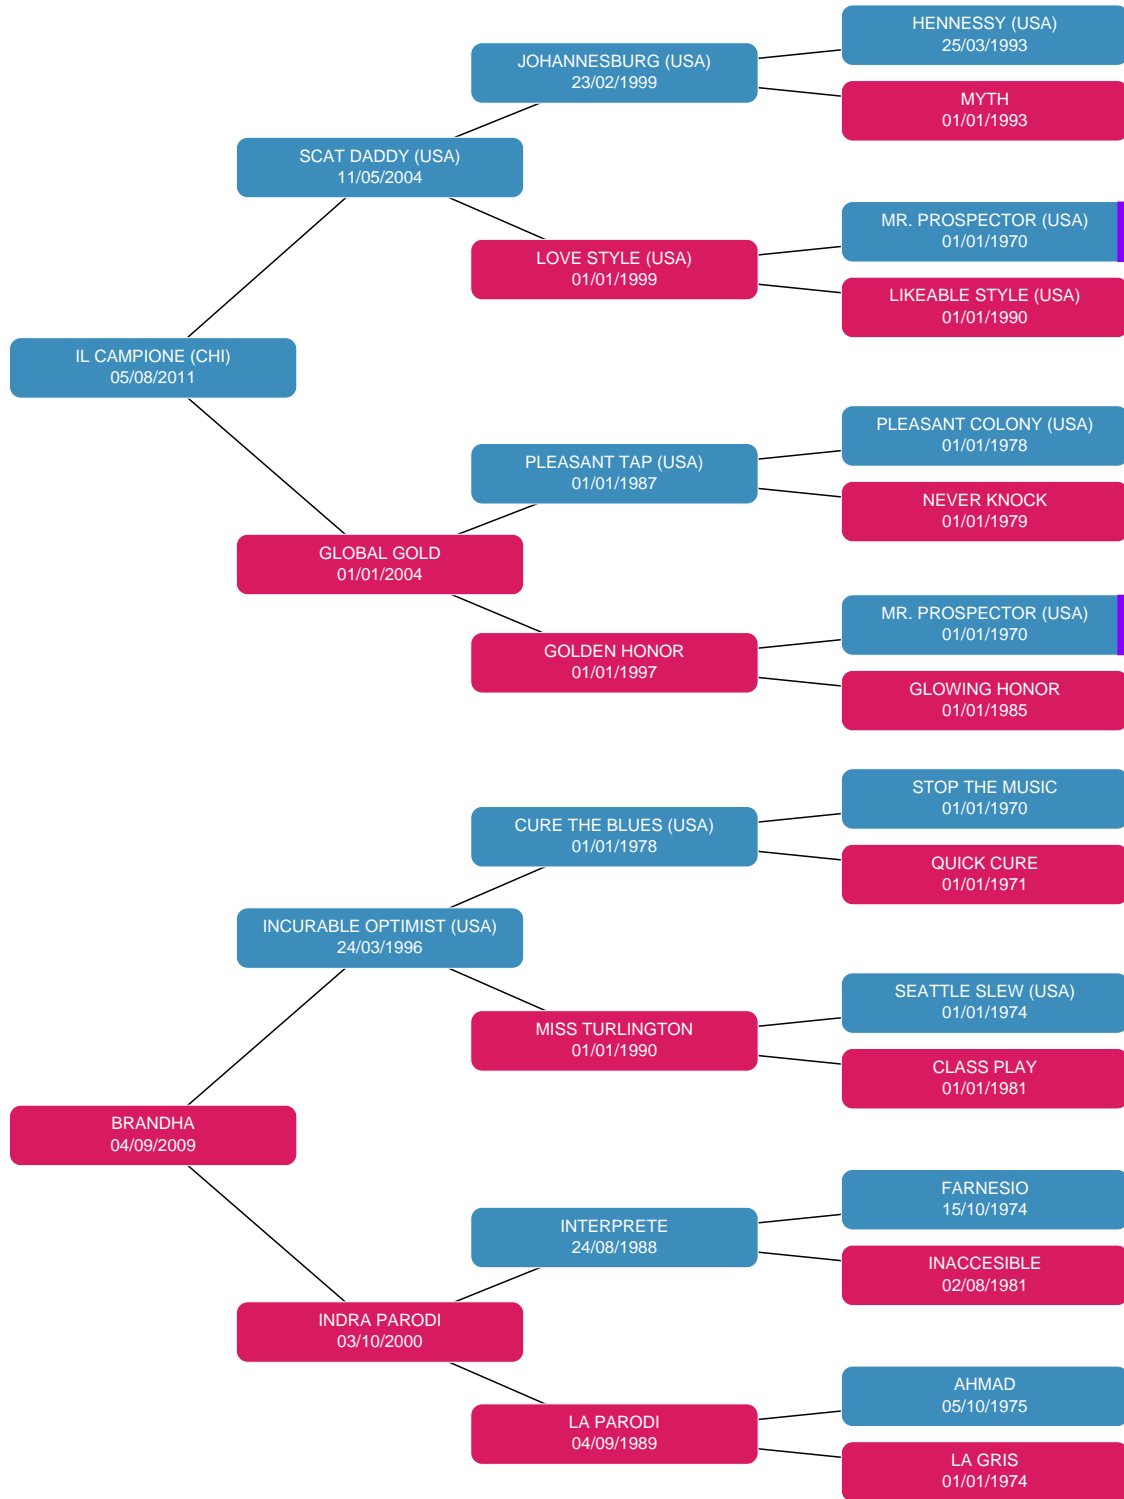 HENNESSY (USA)
25/03/1993
JOHANNESBURG (USA)
23/02/1999
MYTH
01/01/1993
SCAT DADDY (USA)
11/05/2004
MR. PROSPECTOR (USA)
01/01/1970
LOVE STYLE (USA)
01/01/1999
LIKEABLE STYLE (USA)
01/01/1990
IL CAMPIONE (CHI)
05/08/2011
PLEASANT COLONY (USA)
01/01/1978
PLEASANT TAP (USA)
01/01/1987
NEVER KNOCK
01/01/1979
GLOBAL GOLD
01/01/2004
MR. PROSPECTOR (USA)
01/01/1970
GOLDEN HONOR
01/01/1997
GLOWING HONOR
01/01/1985
STOP THE MUSIC
01/01/1970
CURE THE BLUES (USA)
01/01/1978
QUICK CURE
01/01/1971
INCURABLE OPTIMIST (USA)
24/03/1996
SEATTLE SLEW (USA)
01/01/1974
MISS TURLINGTON
01/01/1990
CLASS PLAY
01/01/1981
BRANDHA
04/09/2009
FARNESIO
15/10/1974
INTERPRETE
24/08/1988
INACCESIBLE
02/08/1981
INDRA PARODI
03/10/2000
AHMAD
05/10/1975
LA PARODI
04/09/1989
LA GRIS
01/01/1974